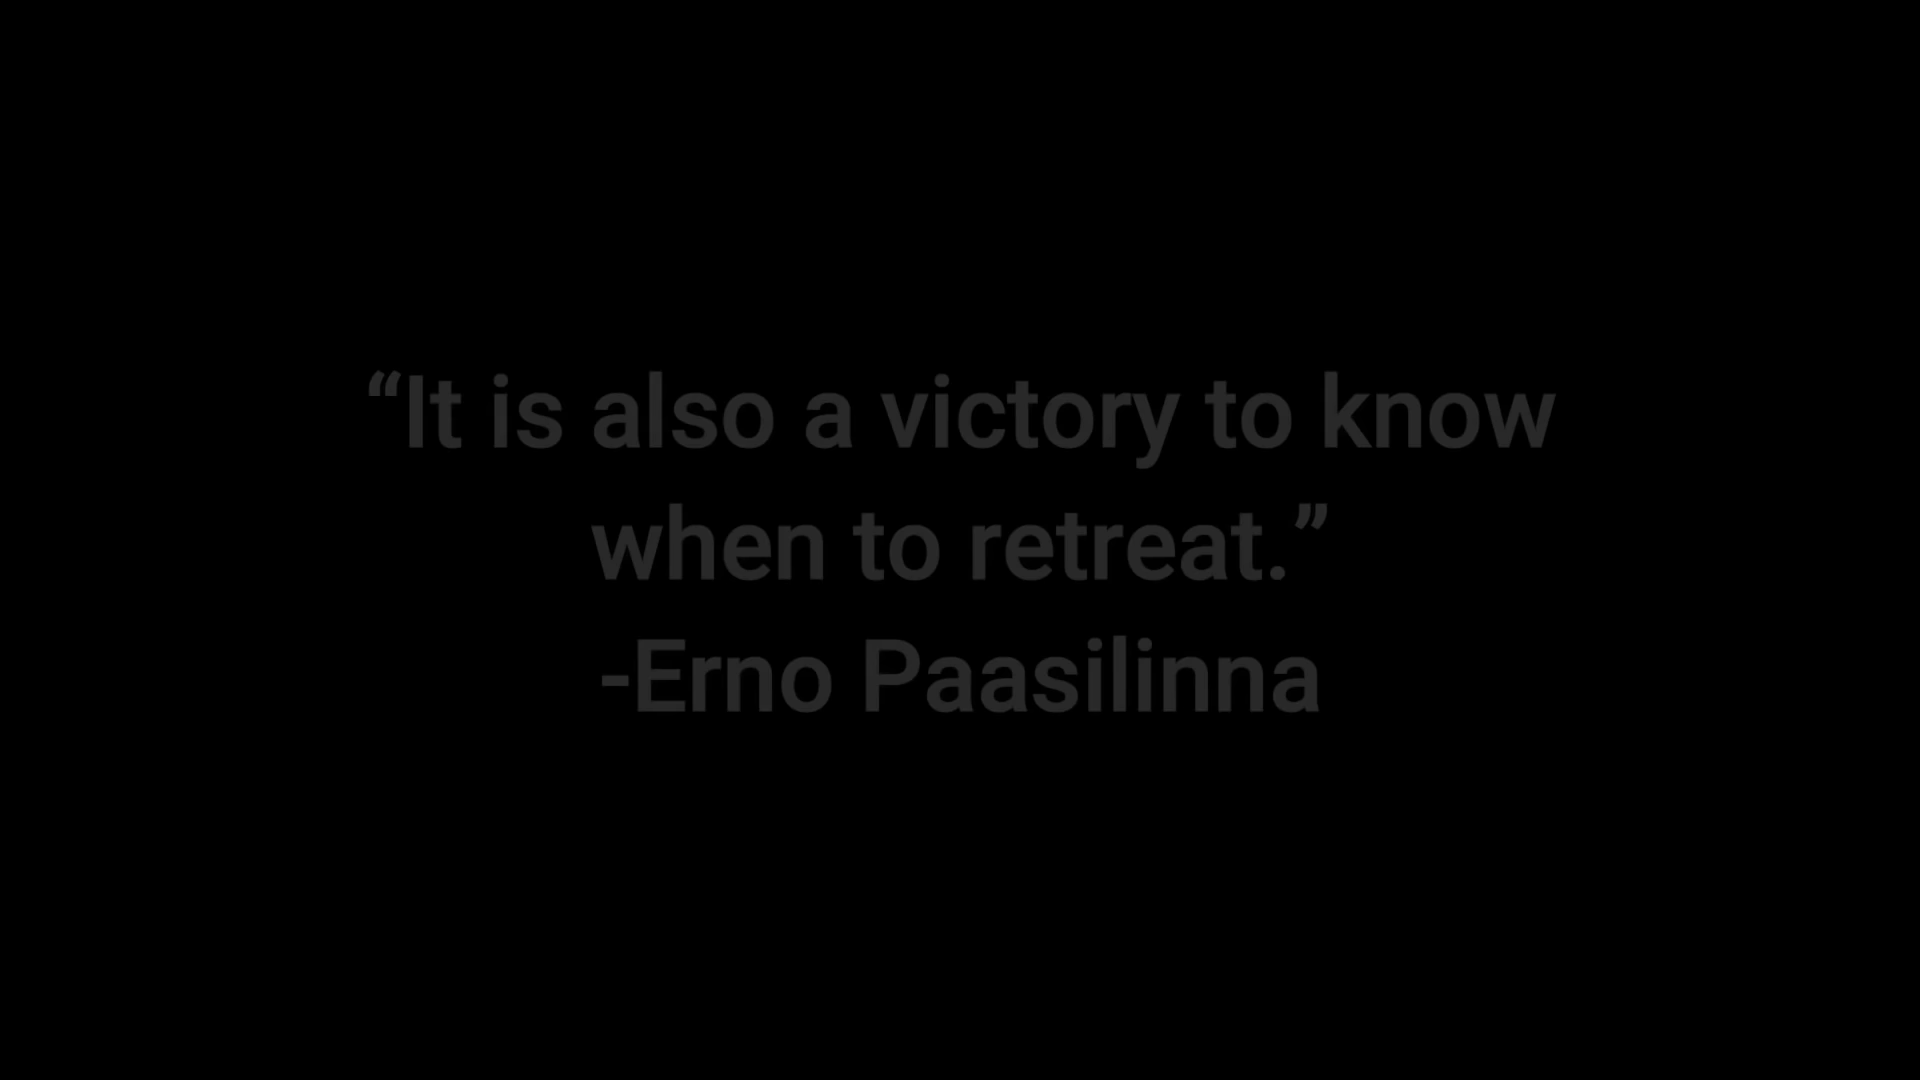 “It is also a victory to know
when to retreat.”
-Erno Paasilinna